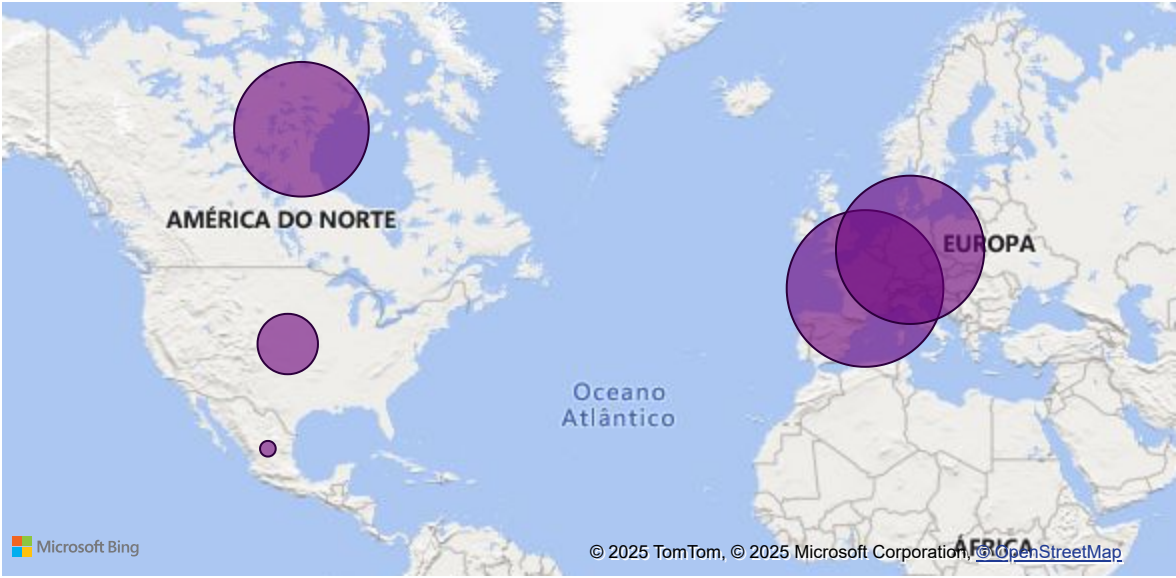 AMÉRICA DO NORTE
EUROPA
Oceano
Atlântico
ÁFRICA
Microsoft Bing
© 2025 TomTom, © 2025 Microsoft Corporation, © OpenStreetMap